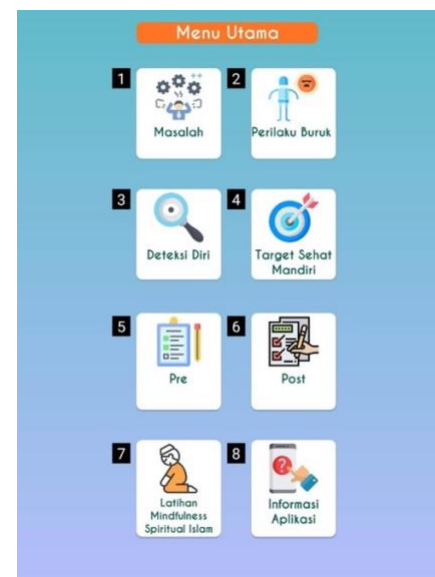 Menu Utama
1
2
Masalah
Perilaku Buruk
3
4
Deteksi Diri
Target Sehat
Mandiri
5
6
Pre
Post
7
8
Latihan
Mindfulness
Spiritual Islam
Informasi
Aplikasi